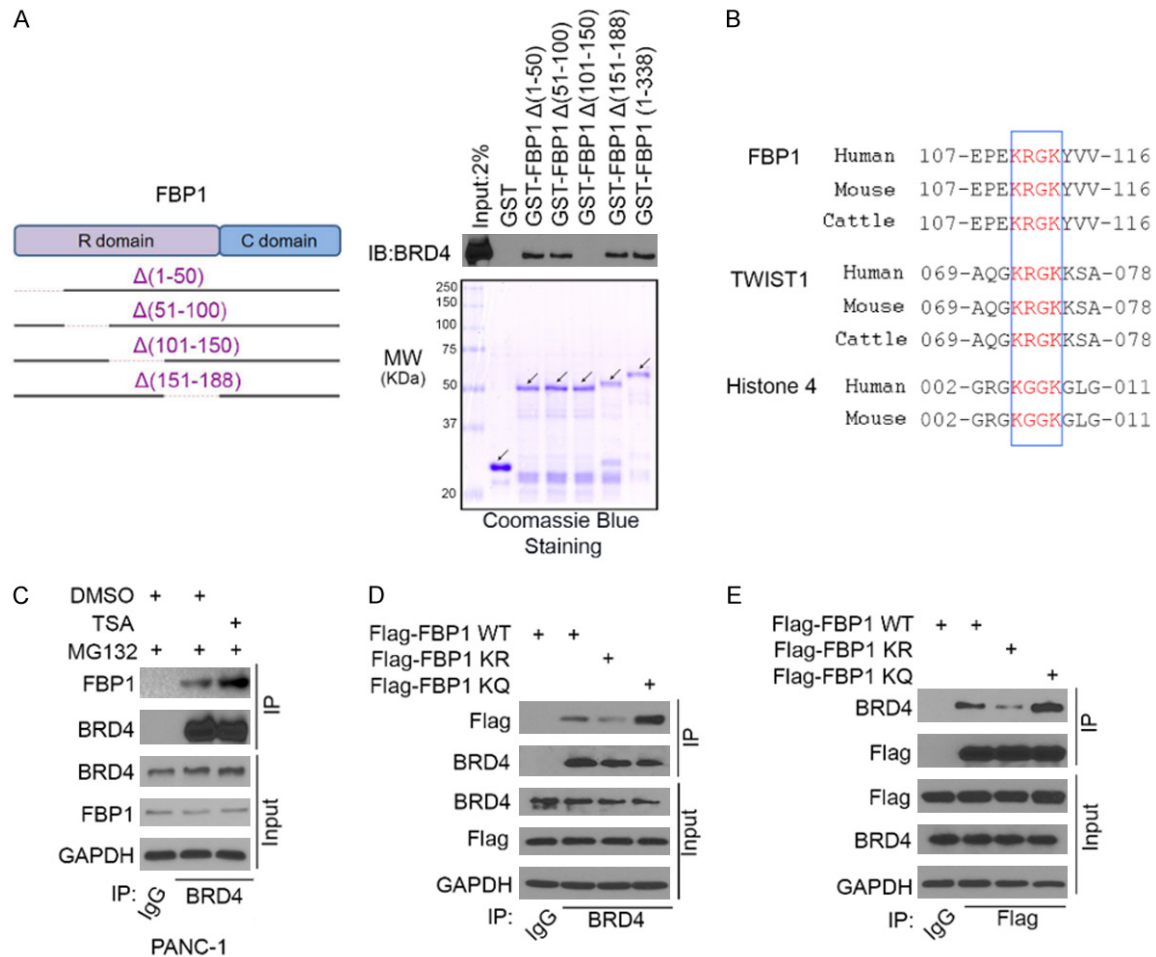 A
FBP1
R domain C domain
Δ(1-50)
Δ(51-100)
Δ(101-150)
Δ(151-188)
Input:2%
GST
GST-FBP1 Δ(1-50)
GST-FBP1 Δ(51-100)
GST-FBP1 Δ(101-150)
GST-FBP1 Δ(151-188)
GST-FBP1 (1-338)
IB:BRD4
MW
(KDa)
250
150
100
75
50
37
20
Coomassie Blue
Staining
B
FBP1 Human 107-EPEKRGKYVV-116
Mouse 107-EPEKRGKYVV-116
Cattle 107-EPEKRGKYVV-116
TWIST1 Human 069-AQGKRGKKSA-078
Mouse 069-AQGKRGKKSA-078
Cattle 069-AQGKRGKKSA-078
Histone 4 Human 002-GRGKGGKGLG-011
Mouse 002-GRGKGGKGLG-011
C
DMSO + +
TSA +
MG132 + + +
FBP1
BRD4
IP
BRD4
FBP1
GAPDH
Input
IP: IgG BRD4
PANC-1
D
Flag-FBP1 WT + +
Flag-FBP1 KR +
Flag-FBP1 KQ +
Flag
BRD4
IP
BRD4
Flag
GAPDH
Input
IP: IgG BRD4
E
Flag-FBP1 WT + +
Flag-FBP1 KR +
Flag-FBP1 KQ +
BRD4
Flag
IP
Flag
BRD4
GAPDH
Input
IP: IgG Flag